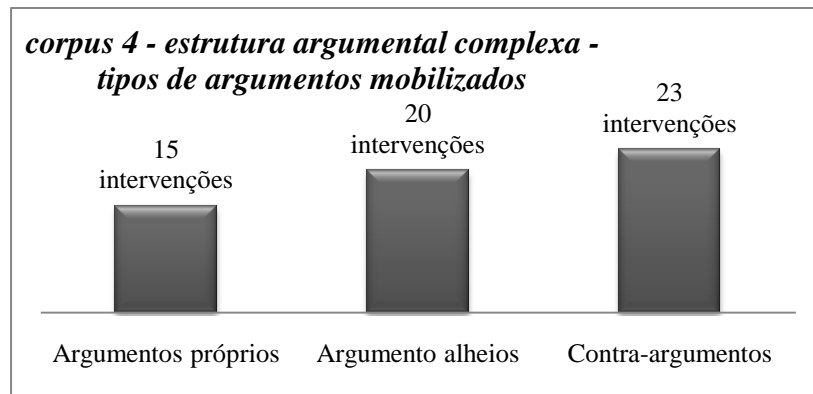 corpus 4 - estrutura argumental complexa -
tipos de argumentos mobilizados
15
intervenções
20
intervenções
23
intervenções
Argumentos próprios
Argumento alheios
Contra-argumentos